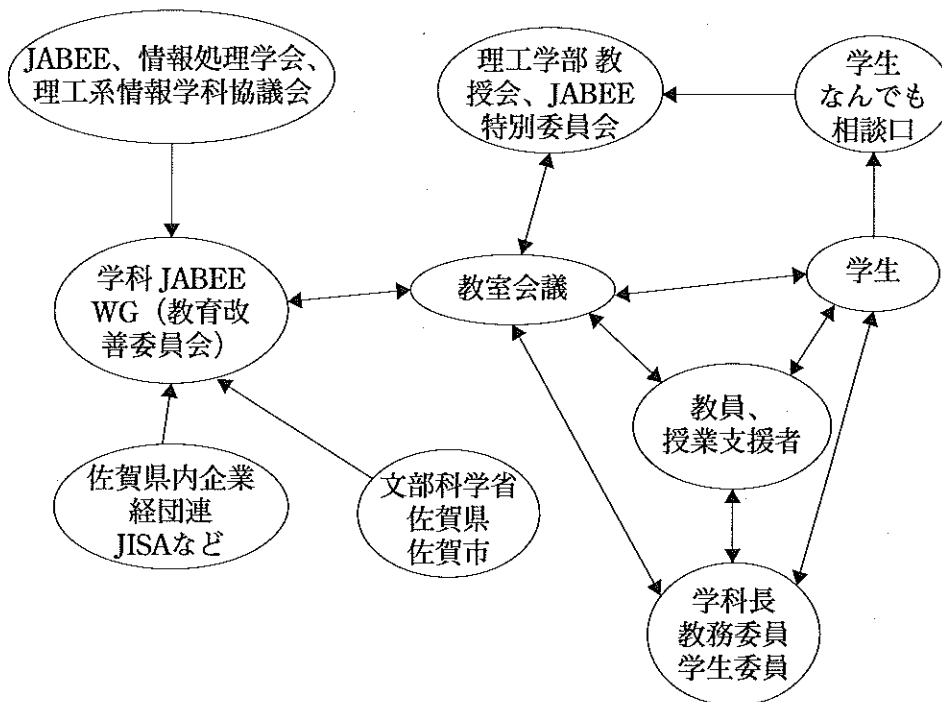 JABEE、情報処理学会、
理工系情報学科協議会
理工学部 教
授会、JABEE
特別委員会
学生
なんでも
相談口
学科 JABEE
WG（教育改
善委員会）
教室会議
学生
教員、
授業支援者
佐賀県内企業
経団連
JISAなど
文部科学省
佐賀県
佐賀市
学科長
教務委員
学生委員